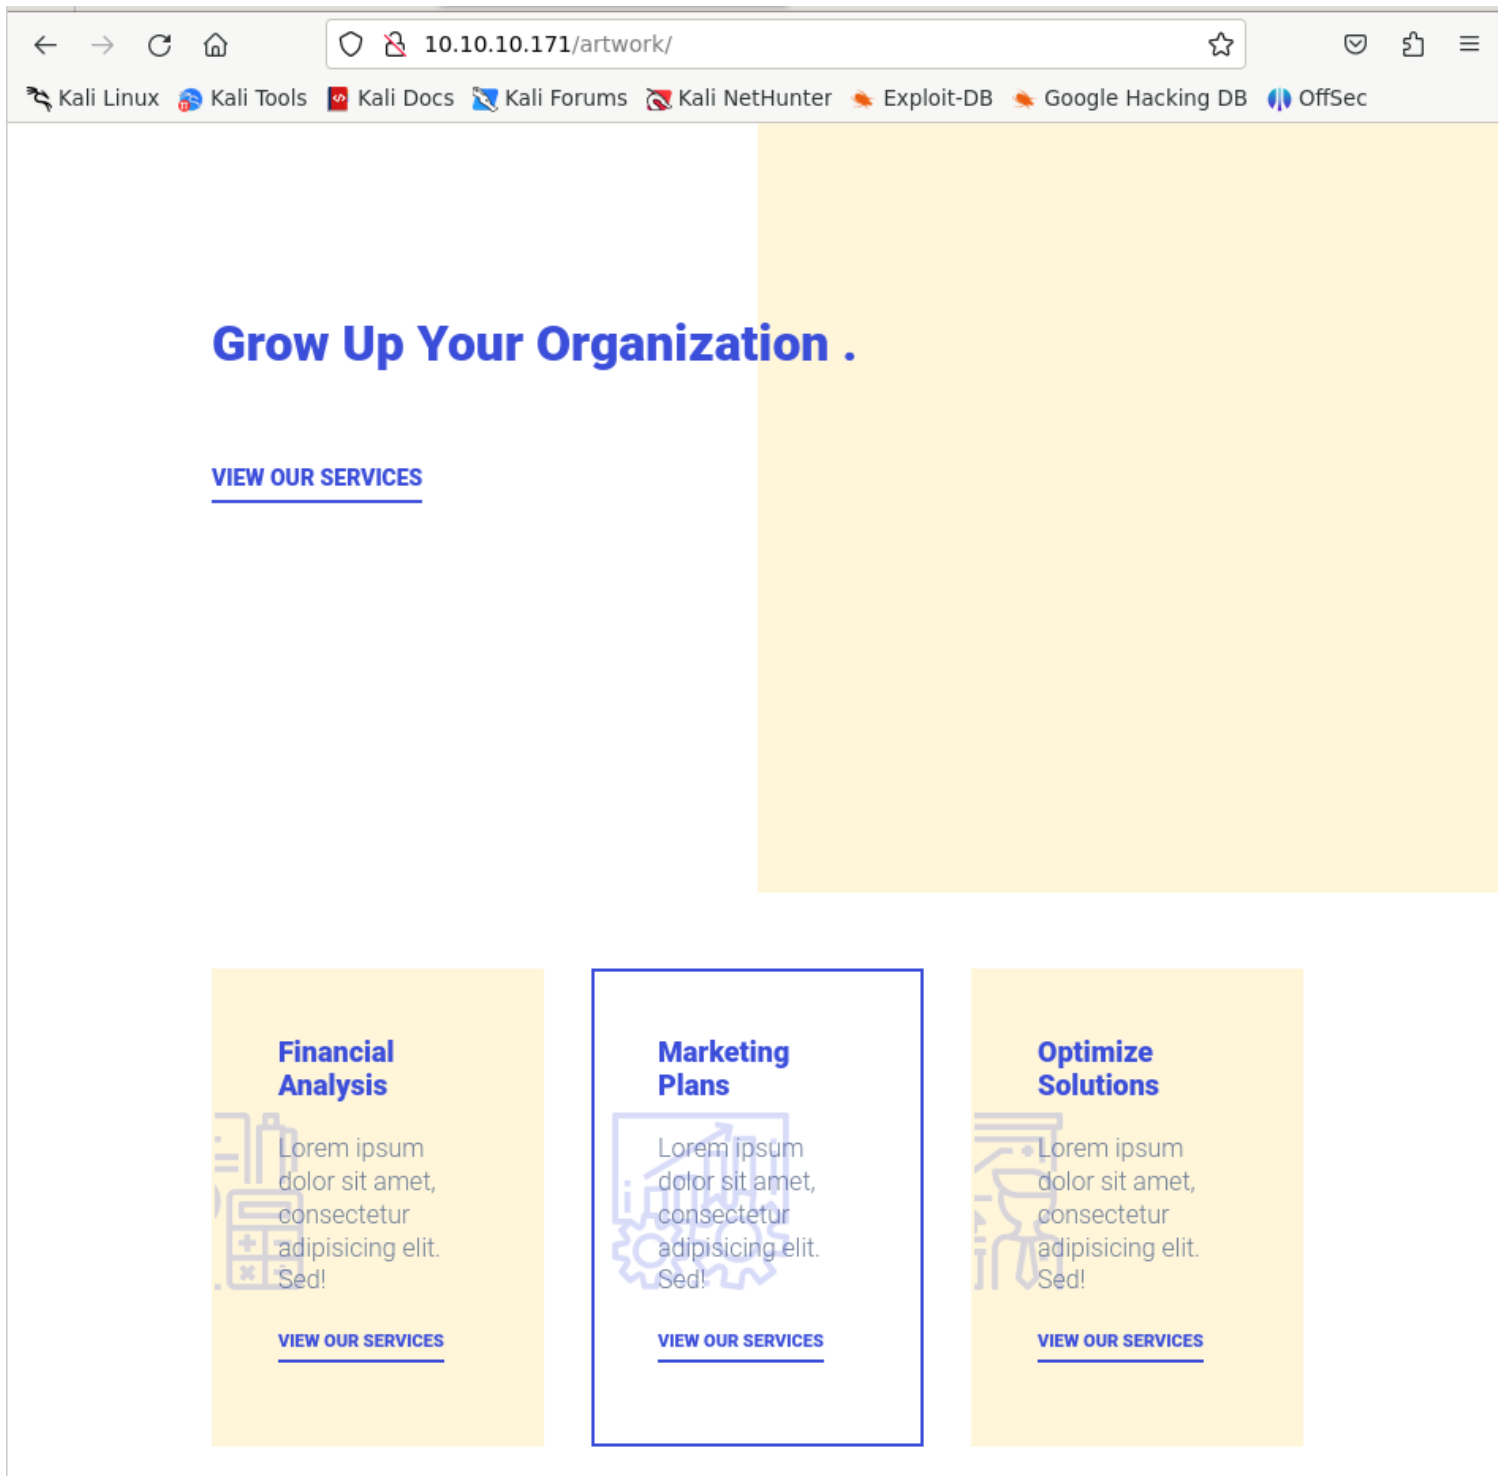 10.10.10.171/artwork/
Kali Linux Kali Tools Kali Docs Kali Forums Kali NetHunter Exploit-DB Google Hacking DB OffSec
Grow Up Your Organization .
VIEW OUR SERVICES
Financial
Analysis
Lorem ipsum
dolor sit amet,
consectetur
adipisicing elit.
Sed!
VIEW OUR SERVICES
Marketing
Plans
Lorem ipsum
dolor sit amet,
consectetur
adipisicing elit.
Sed!
VIEW OUR SERVICES
Optimize
Solutions
Lorem ipsum
dolor sit amet,
consectetur
adipisicing elit.
Sed!
VIEW OUR SERVICES